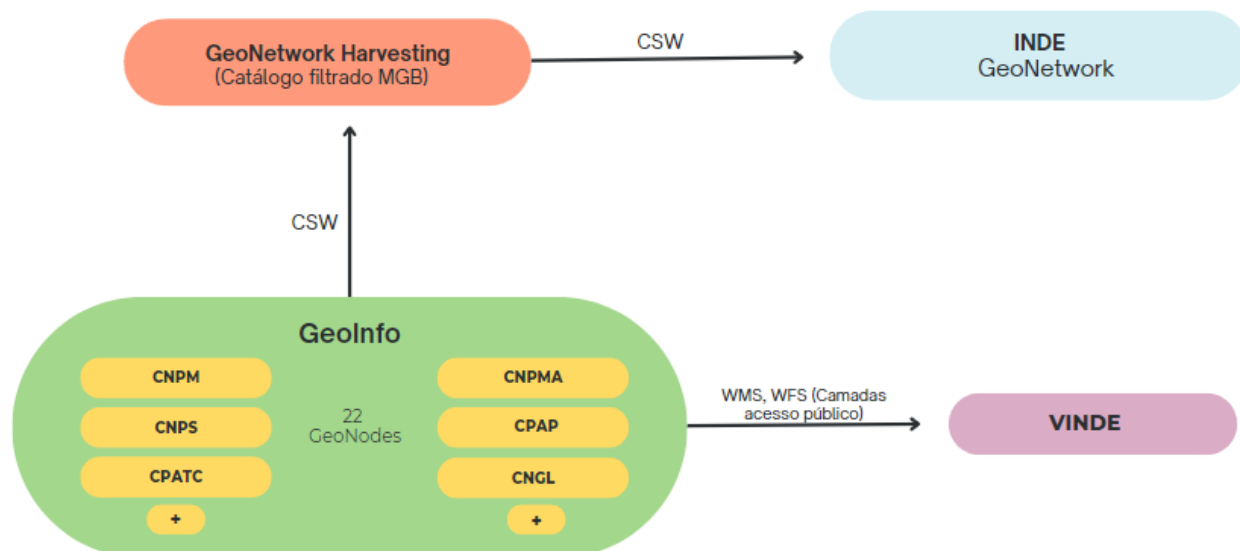 GeoNetwork Harvesting
(Catálogo filtrado MGB)
CSW
INDE
GeoNetwork
CSW
GeoInfo
CNPM
CNPS
CPATC
+
22
GeoNodes
CNPMA
CPAP
CNGL
+
WMS, WFS (Camadas
acesso público)
VINDE